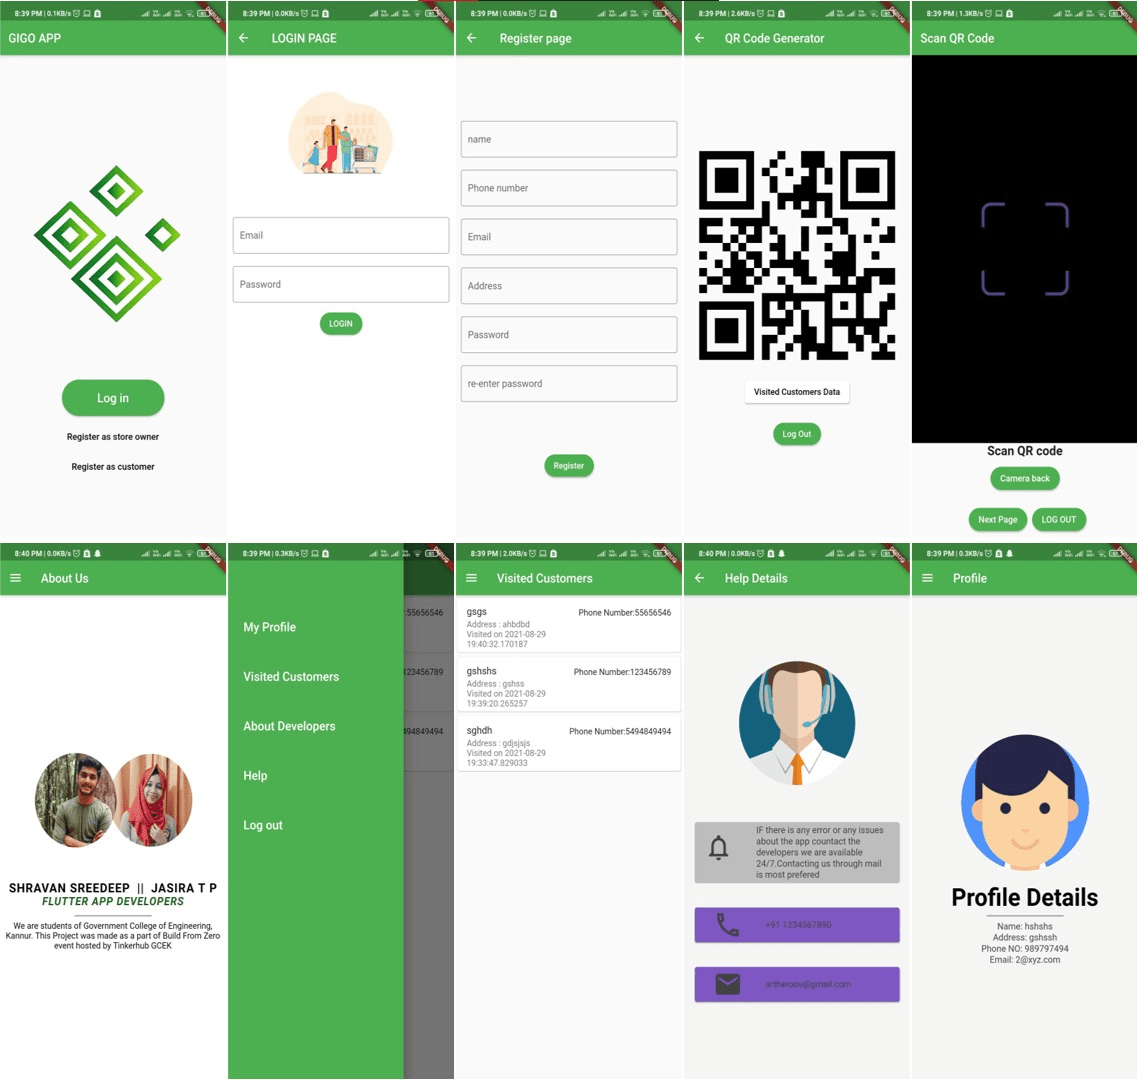 8:39 PM | 0.1KB/s
GIGO APP
Log in
Register as store owner
Register as customer
8:39 PM | 0.0KB/s
LOGIN PAGE
Email
Password
LOGIN
8:39 PM | 0.0KB/s
Register page
name
Phone number
Email
Address
Password
re-enter password
Register
8:39 PM | 2.6KB/s
QR Code Generator
Visited Customers Data
Log Out
8:39 PM | 1.3KB/s
Scan QR Code
Scan QR code
Camera back
Next Page
LOG OUT
8:40 PM | 0.0KB/s
About Us
SHRAVAN SREEDEEP || JASIRA T P
FLUTTER APP DEVELOPERS
We are students of Government College of Engineering,
Kannur. This Project was made as a part of Build From Zero
event hosted by Tinkerhub GCEK
8:39 PM | 0.3KB/s
:55656546
My Profile
123456789
Visited Customers
5494849494
About Developers
Help
Log out
8:39 PM | 2.0KB/s
Visited Customers
gsgs Phone Number:55656546
Address : ahbdbd
Visited on 2021-08-29
19:40:32.170187
gshshs Phone Number:123456789
Address : gshss
Visited on 2021-08-29
19:39:20.265257
sghdh Phone Number:5494849494
Address : gdjsjsjs
Visited on 2021-08-29
19:33:47.829033
8:40 PM | 0.0KB/s
Help Details
IF there is any error or any issues
about the app countact the
developers we are available
24/7.Contacting us through mail
is most prefered
+91 1234567890
artheroov@gmail.com
8:39 PM | 0.3KB/s
Profile
Profile Details
Name: hshshs
Address: gshssh
Phone NO: 989797494
Email: 2@xyz.com